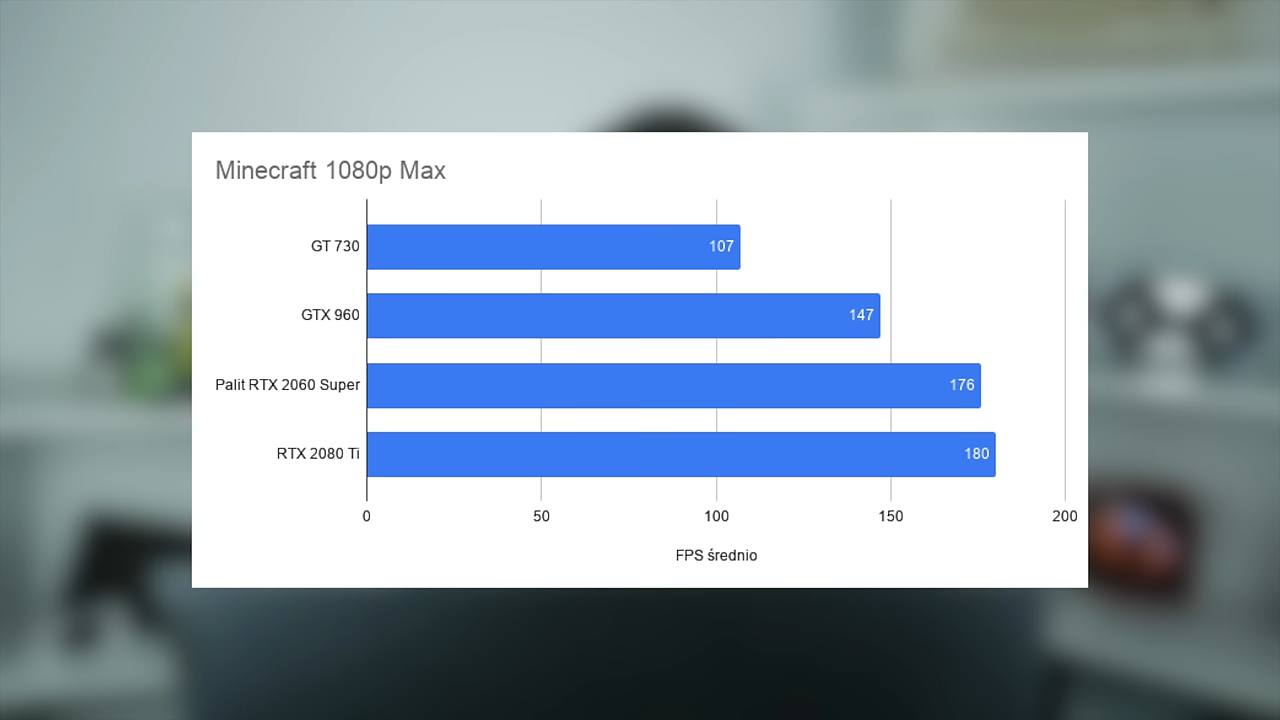 Minecraft 1080p Max
GT 730
107
GTX 960
147
Palit RTX 2060 Super
176
RTX 2080 Ti
180
0 50 100 150 200
FPS średnio